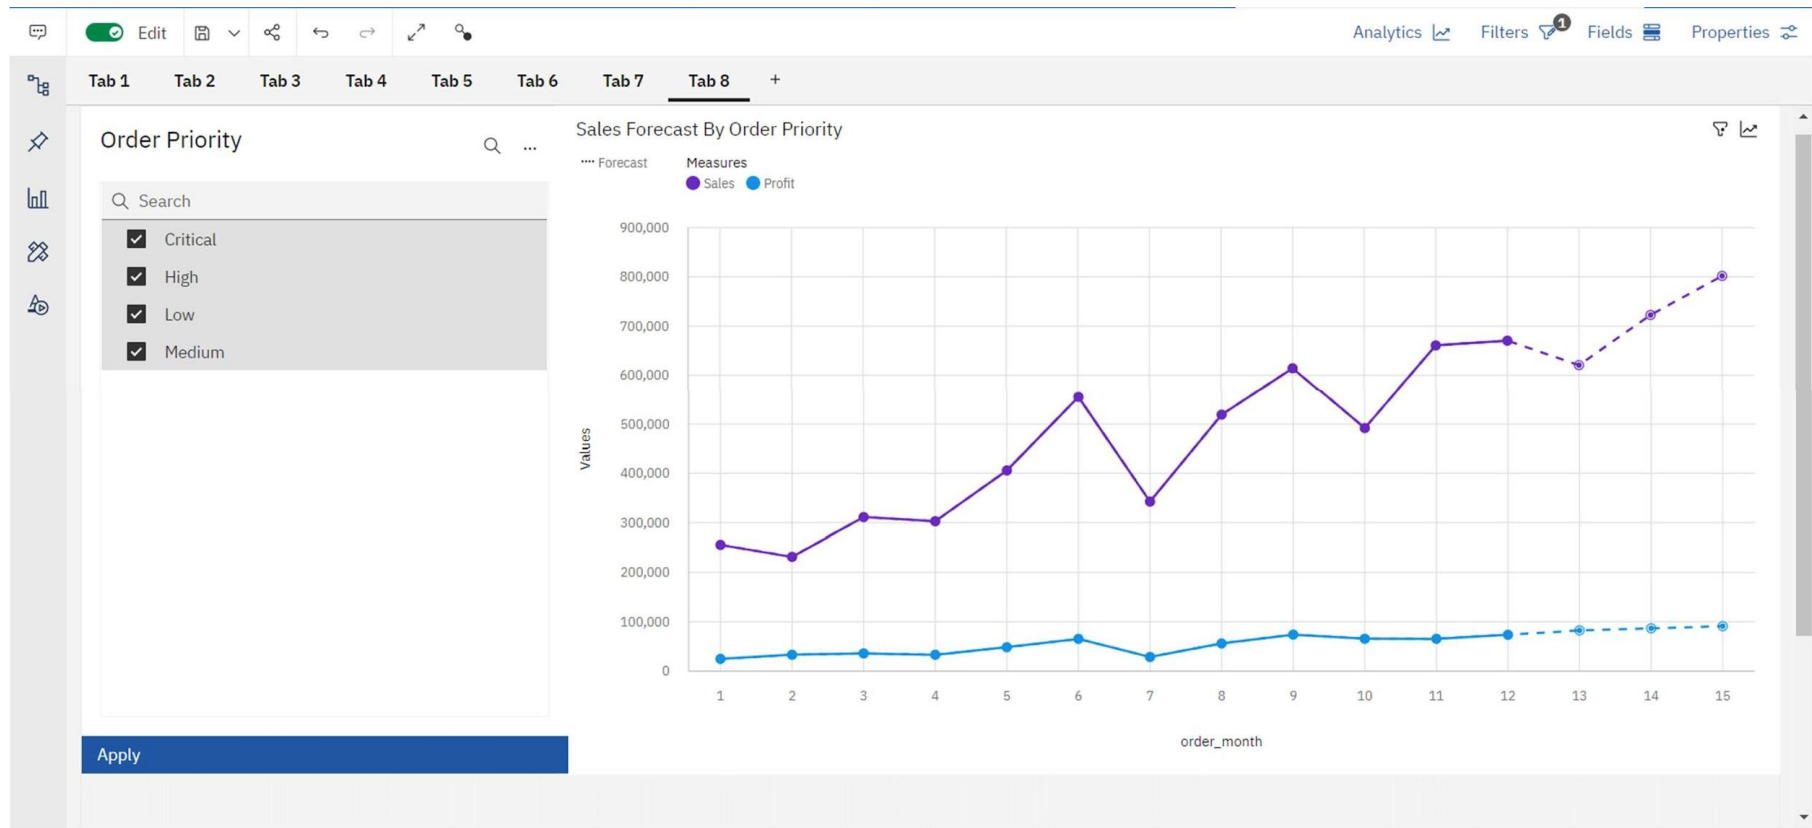 Edit
Analytics
Filters 1
Fields
Properties
Tab 1 Tab 2 Tab 3 Tab 4 Tab 5 Tab 6 Tab 7 Tab 8 +
Order Priority
...
Search
Critical
High
Low
Medium
Apply
Sales Forecast By Order Priority
Forecast
Measures
Sales Profit
900,000
800,000
700,000
600,000
500,000
400,000
300,000
200,000
100,000
0
Values
1 2 3 4 5 6 7 8 9 10 11 12 13 14 15
order_month